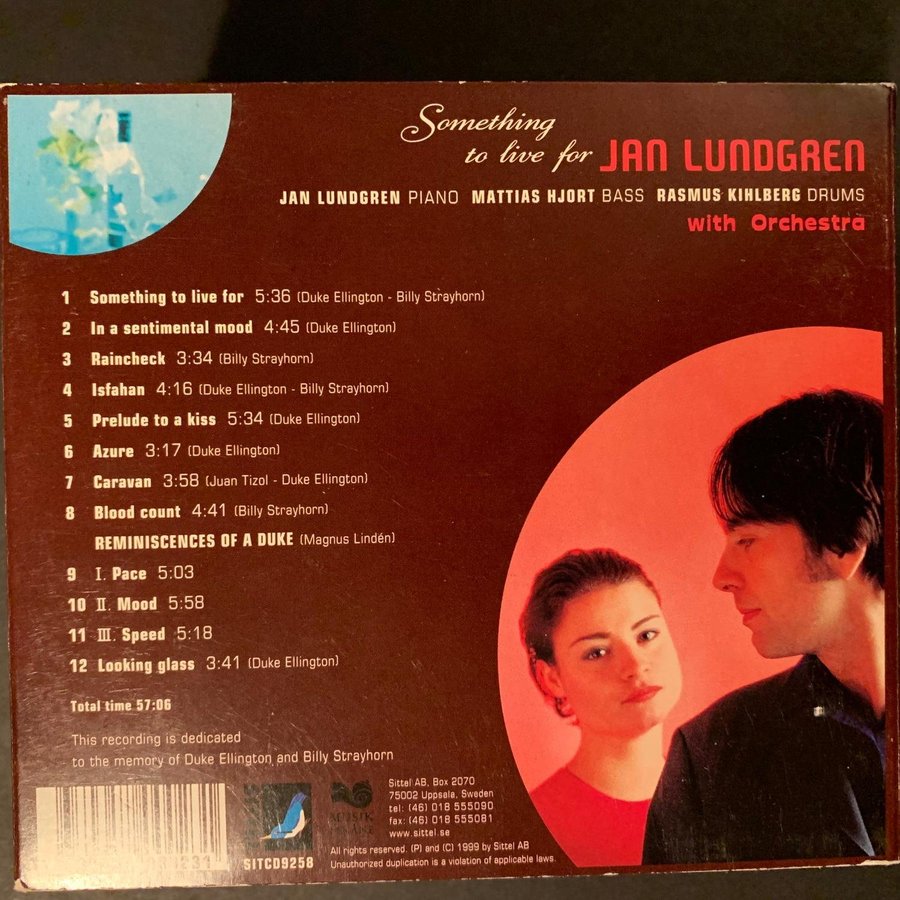 Something
to live for JAN LUNDGREN
JAN LUNDGREN PIANO MATTIAS HJORT BASS RASMUS KIHLBERG DRUMS
with Orchestra
1 Something to live for 5:36 (Duke Ellington - Billy Strayhorn)
2 In a sentimental mood 4:45 (Duke Ellington)
3 Raincheck 3:34 (Billy Strayhorn)
4 Isfahan 4:16 (Duke Ellington - Billy Strayhorn)
5 Prelude to a kiss 5:34 (Duke Ellington)
6 Azure 3:17 (Duke Ellington)
7 Caravan 3:58 (Juan Tizol - Duke Ellington)
8 Blood count 4:41 (Billy Strayhorn)
REMINISCENCES OF A DUKE (Magnus Lindén)
9 I. Pace 5:03
10 II. Mood 5:58
11 III. Speed 5:18
12 Looking glass 3:41 (Duke Ellington)
Total time 57:06
This recording is dedicated
to the memory of Duke Ellington and Billy Strayhorn
SITCD9258
MUSIK
Sittel AB, Box 2070
75002 Uppsala, Sweden
tel: (46) 018 555090
fax: (46) 018 555081
www.sittel.se
All rights reserved. (P) and (C) 1999 by Sittel AB
Unauthorized duplication is a violation of applicable laws.